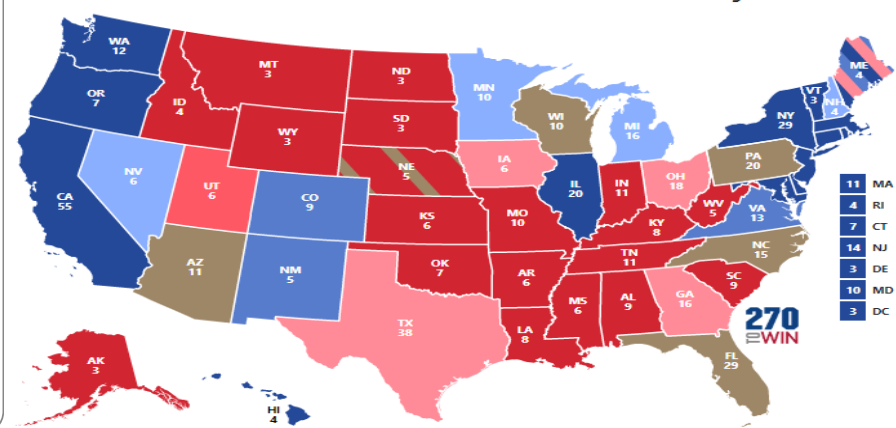 WA
12
OR
7
CA
55
NV
6
ID
4
MT
3
WY
3
UT
6
AZ
11
CO
9
NM
5
ND
3
SD
3
NE
5
KS
6
OK
7
TX
38
MN
10
IA
6
MO
10
AR
6
LA
8
WI
10
IL
20
MI
16
IN
11
OH
18
KY
8
TN
11
MS
6
AL
9
GA
16
FL
29
SC
9
NC
15
VA
13
WV
5
PA
20
NY
29
VT
3
NH
4
ME
4
AK
3
HI
4
11 MA
4 RI
7 CT
14 NJ
3 DE
10 MD
3 DC
270
TO WIN